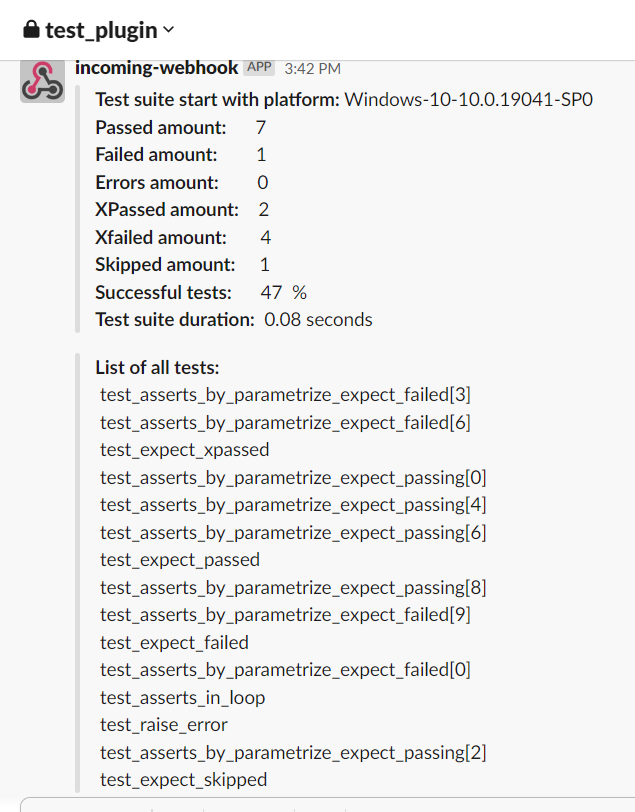 test_plugin
incoming-webhook APP 3:42 PM
Test suite start with platform: Windows-10-10.0.19041-SP0
Passed amount: 7
Failed amount: 1
Errors amount: 0
XPassed amount: 2
Xfailed amount: 4
Skipped amount: 1
Successful tests: 47 %
Test suite duration: 0.08 seconds
List of all tests:
test_asserts_by_parametrize_expect_failed[3]
test_asserts_by_parametrize_expect_failed[6]
test_expect_xpassed
test_asserts_by_parametrize_expect_passing[0]
test_asserts_by_parametrize_expect_passing[4]
test_asserts_by_parametrize_expect_passing[6]
test_expect_passed
test_asserts_by_parametrize_expect_passing[8]
test_asserts_by_parametrize_expect_failed[9]
test_expect_failed
test_asserts_by_parametrize_expect_failed[0]
test_asserts_in_loop
test_raise_error
test_asserts_by_parametrize_expect_passing[2]
test_expect_skipped